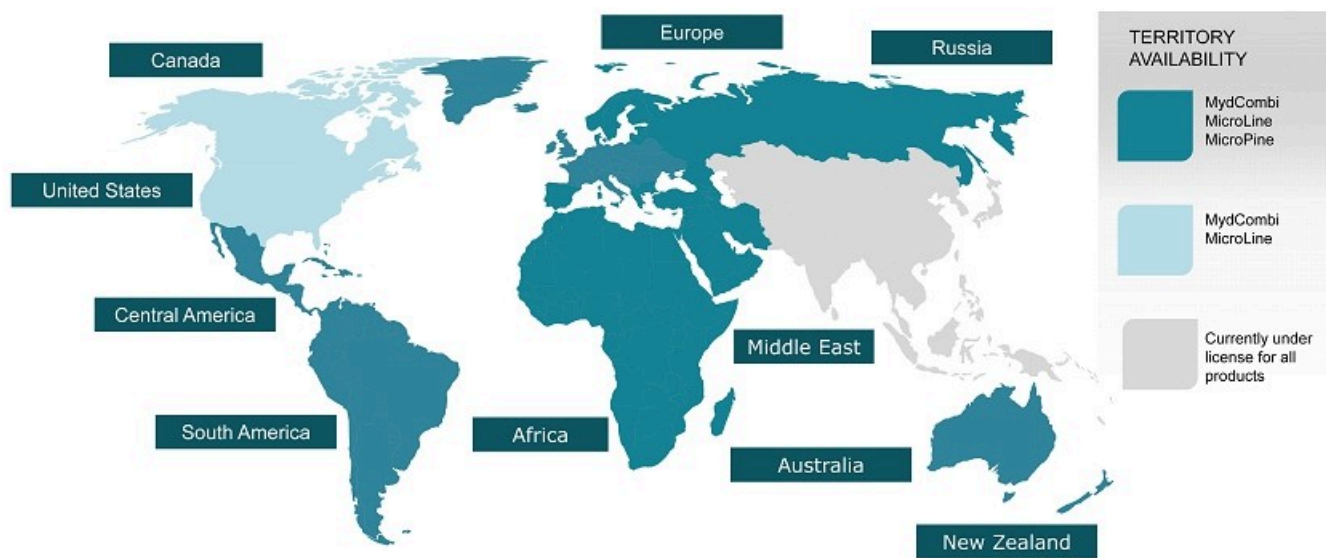 Europe
Canada
Russia
United States
Central America
Middle East
South America
Africa
Australia
New Zealand
TERRITORY
AVAILABILITY
MydCombi
MicroLine
MicroPine
MydCombi
MicroLine
Currently under
license for all
products